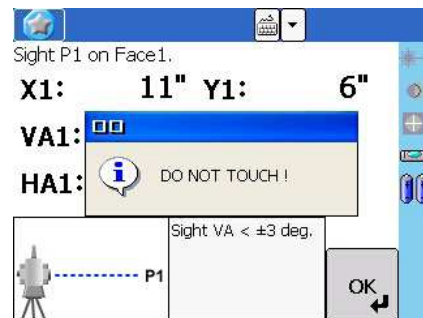 Sight P1 on Face1.
X1: 11" Y1: 6"
VA1:
DO NOT TOUCH !
HA1:
Sight VA < ±3 deg.
P1
OK